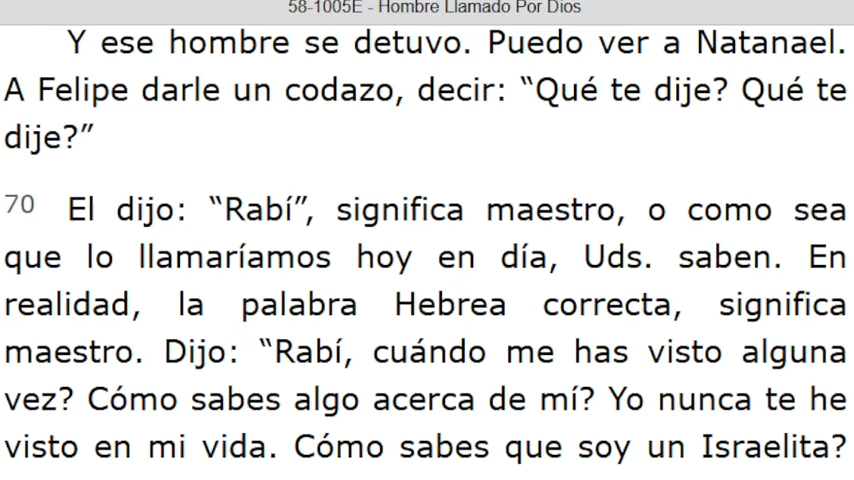 58-1005E - Hombre Llamado Por Dios
Y ese hombre se detuvo. Puedo ver a Natanael.
A Felipe darle un codazo, decir: “Qué te dije? Qué te
dije?”
70 El dijo: “Rabí”, significa maestro, o como sea
que lo llamaríamos hoy en día, Uds. saben. En
realidad, la palabra Hebrea correcta, significa
maestro. Dijo: “Rabí, cuándo me has visto alguna
vez? Cómo sabes algo acerca de mí? Yo nunca te he
visto en mi vida. Cómo sabes que soy un Israelita?